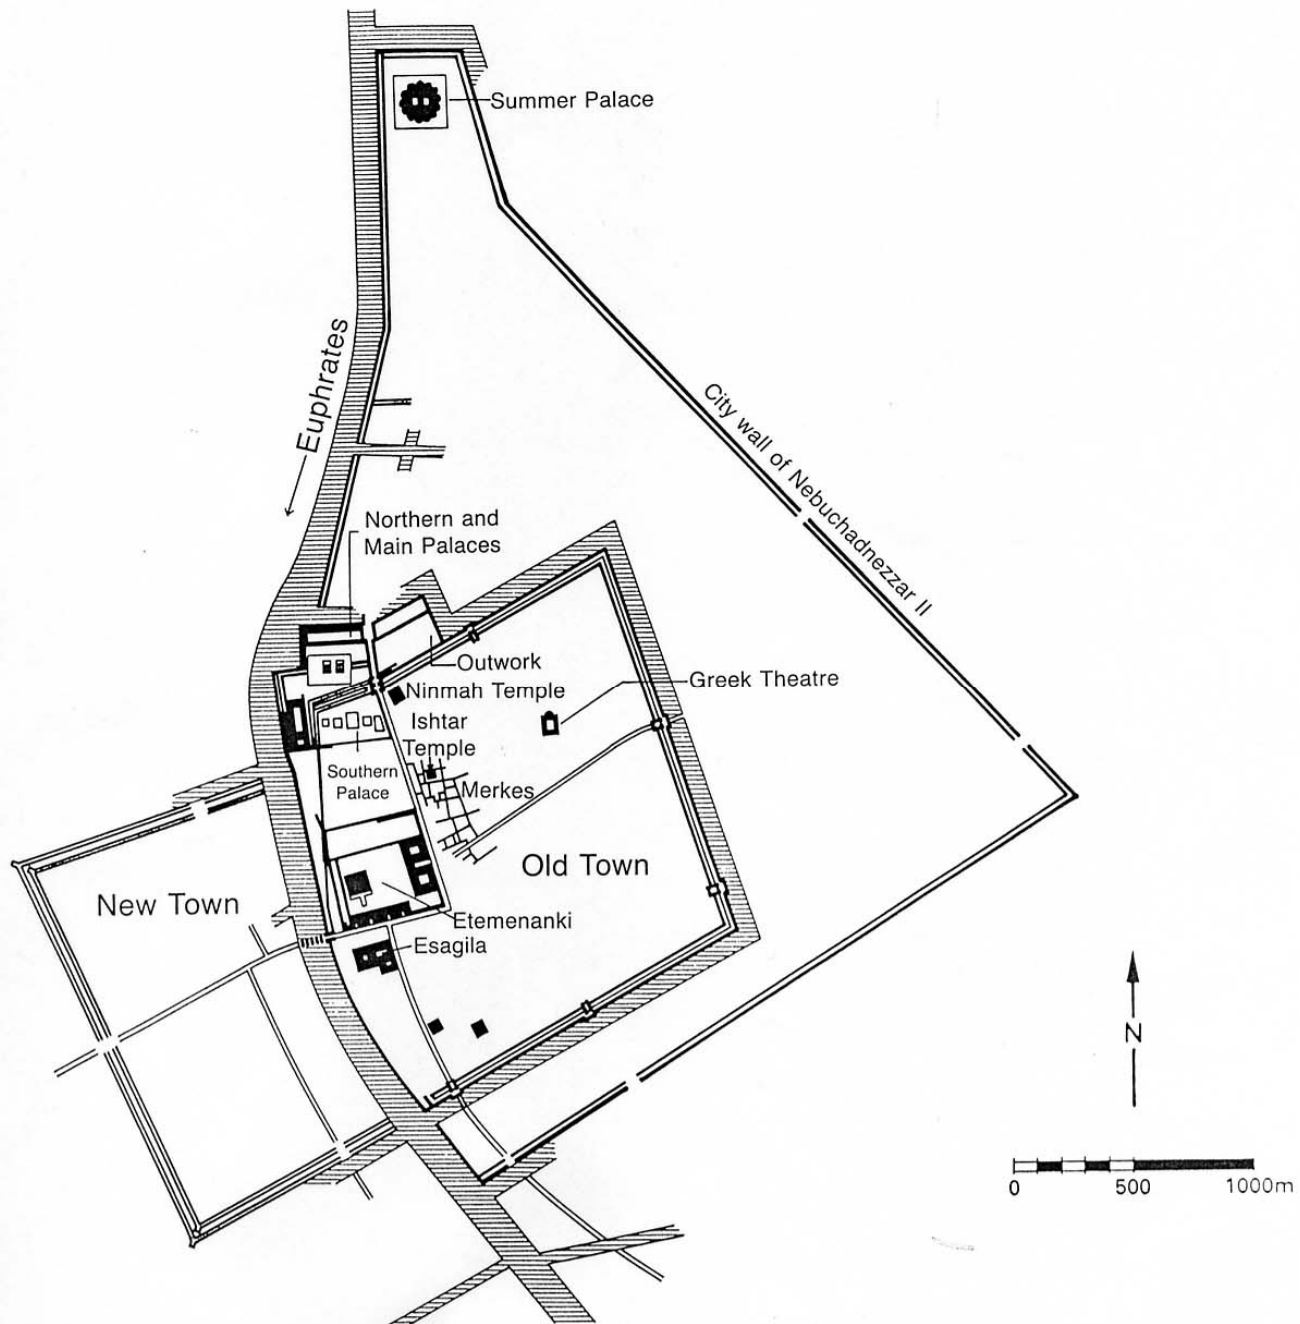 Summer Palace
Euphrates
City wall of Nebuchadnezzar II
Northern and
Main Palaces
Outwork
Ninmah Temple
Greek Theatre
Ishtar
Temple
Southern
Palace
Merkes
Old Town
New Town
Etemenanki
Esagila
N
0 500 1000m